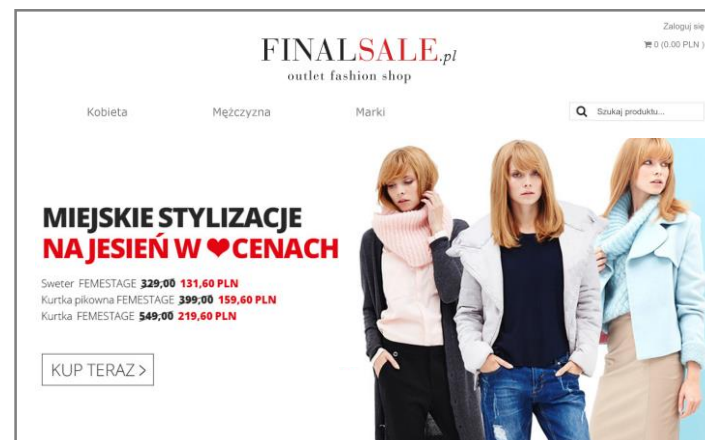 Zaloguj się
FINALSALE.pl
0 (0.00 PLN )
outlet fashion shop
Kobieta
Mężczyzna
Marki
Szukaj produktu...
MIEJSKIE STYLIZACJE
NA JESIEŃ W ❤CENACH
Sweter FEMESTAGE 329,00 131,60 PLN
Kurtka pikowna FEMESTAGE 399,00 159,60 PLN
Kurtka FEMESTAGE 549,00 219,60 PLN
KUP TERAZ >